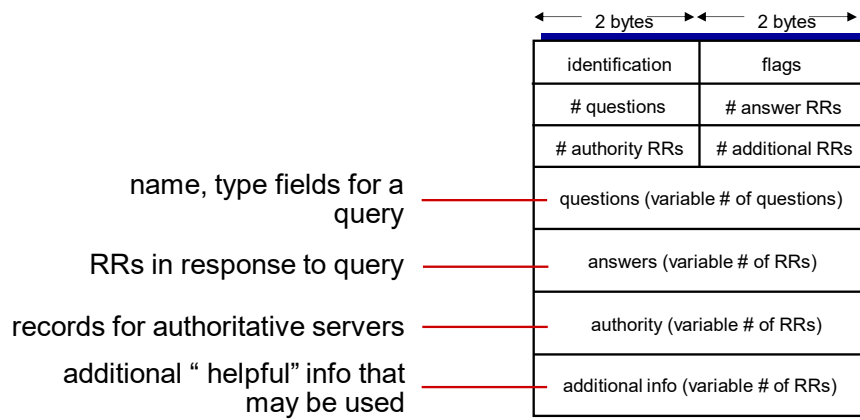 2 bytes 2 bytes
identification flags
# questions # answer RRs
# authority RRs # additional RRs
name, type fields for a
query
questions (variable # of questions)
RRs in response to query
answers (variable # of RRs)
records for authoritative servers
authority (variable # of RRs)
additional “ helpful” info that
may be used
additional info (variable # of RRs)